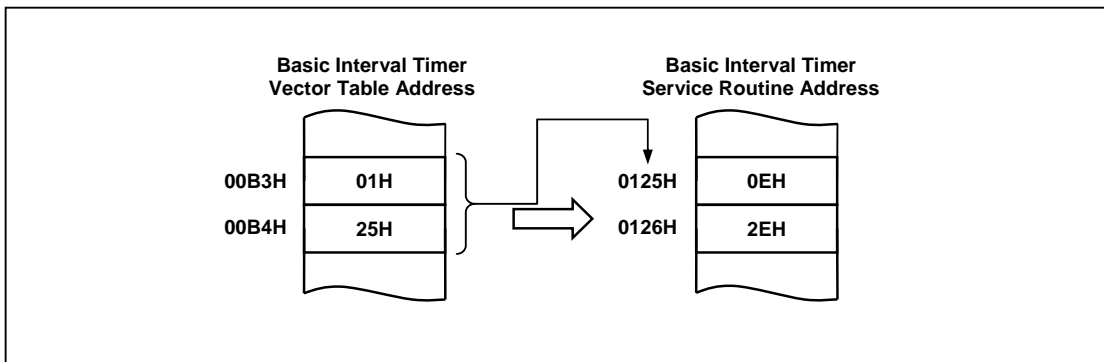 Basic Interval Timer
Vector Table Address
Basic Interval Timer
Service Routine Address
00B3H
01H
0125H
0EH
00B4H
25H
0126H
2EH